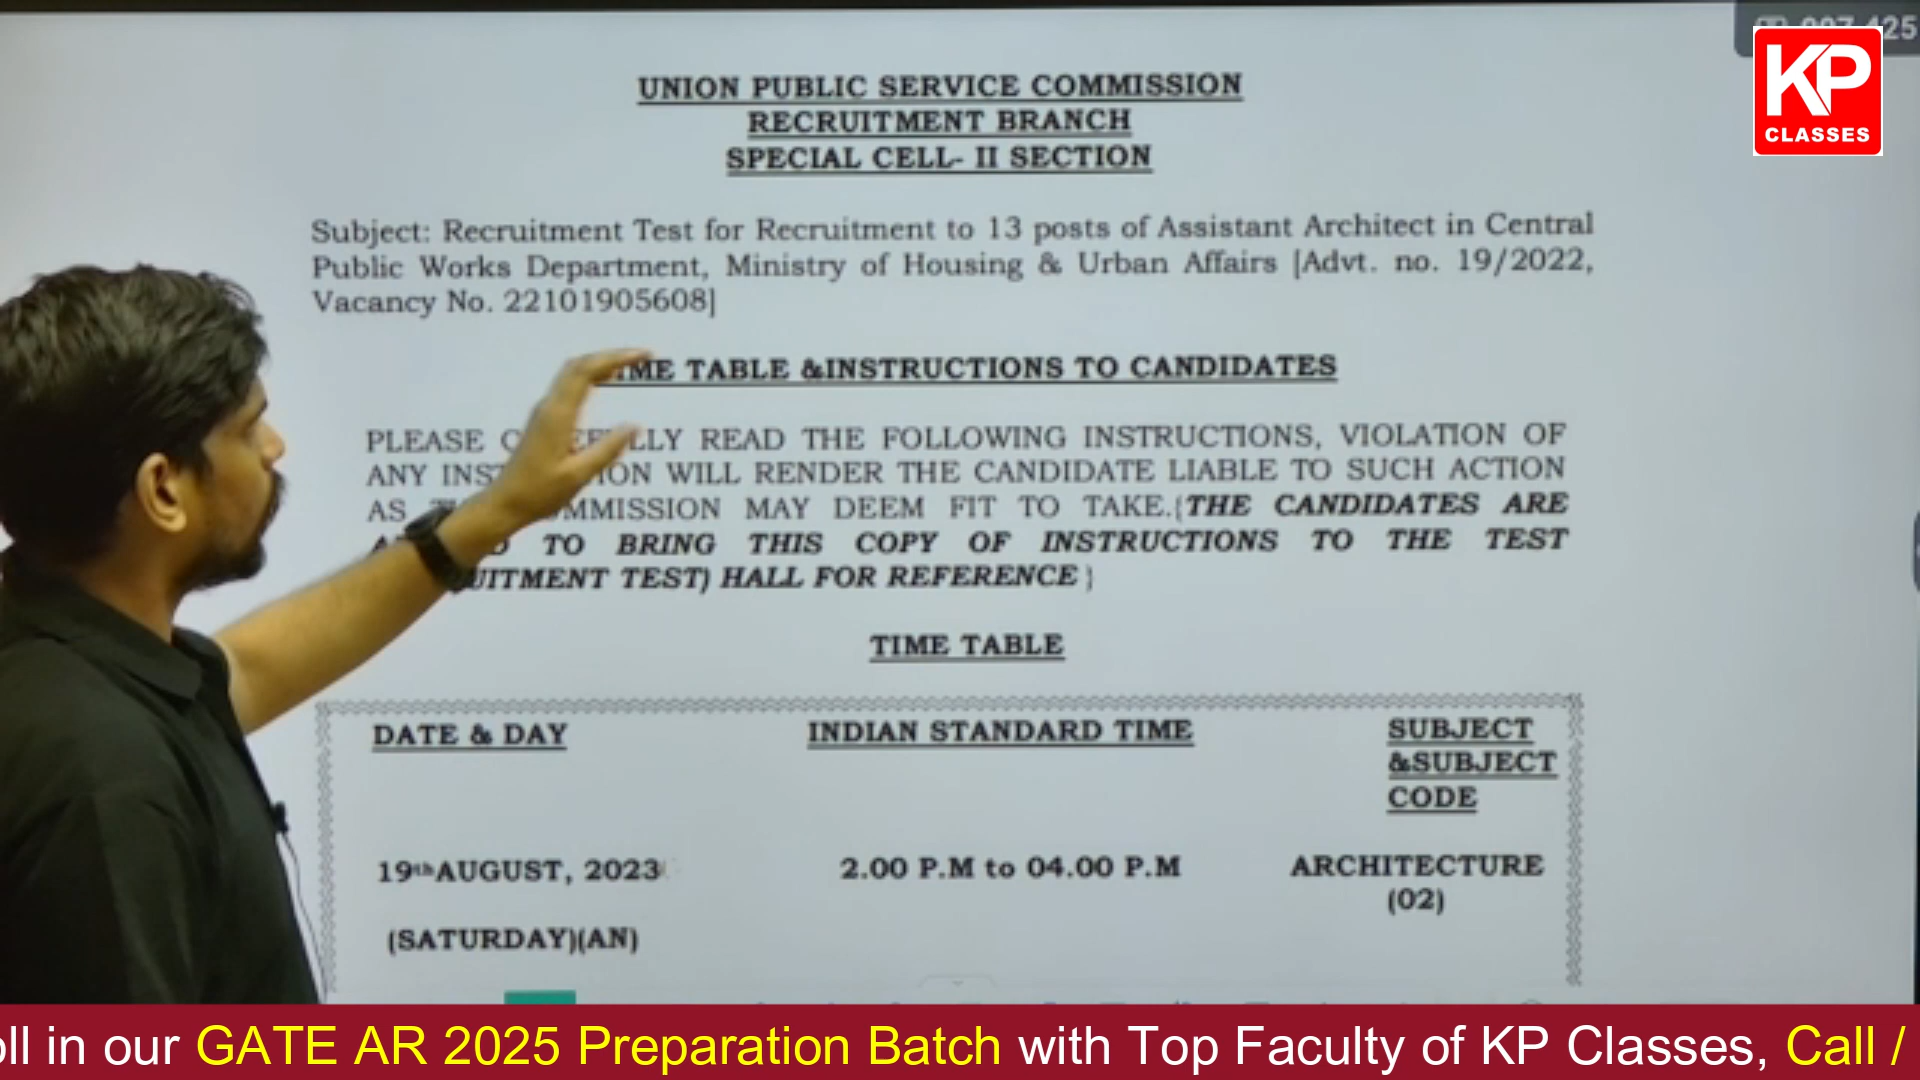 UNION PUBLIC SERVICE COMMISSION
RECRUITMENT BRANCH
SPECIAL CELL- II SECTION
KP
CLASSES
Subject: Recruitment Test for Recruitment to 13 posts of Assistant Architect in Central
Public Works Department, Ministry of Housing & Urban Affairs [Advt. no. 19/2022,
Vacancy No. 22101905608]
TABLE &INSTRUCTIONS TO CANDIDATES
PLEASE READ THE FOLLOWING INSTRUCTIONS, VIOLATION OF
ANY WILL RENDER THE CANDIDATE LIABLE TO SUCH ACTION
AS MAY DEEM FIT TO TAKE.{THE CANDIDATES ARE
TO BRING THIS COPY OF INSTRUCTIONS TO THE TEST
TEST) HALL FOR REFERENCE }
TIME TABLE
DATE & DAY INDIAN STANDARD TIME SUBJECT
&SUBJECT
CODE
19thAUGUST, 2023 2.00 P.M to 04.00 P.M ARCHITECTURE
(02)
(SATURDAY)(AN)
in our GATE AR 2025 Preparation Batch with Top Faculty of KP Classes, Call /